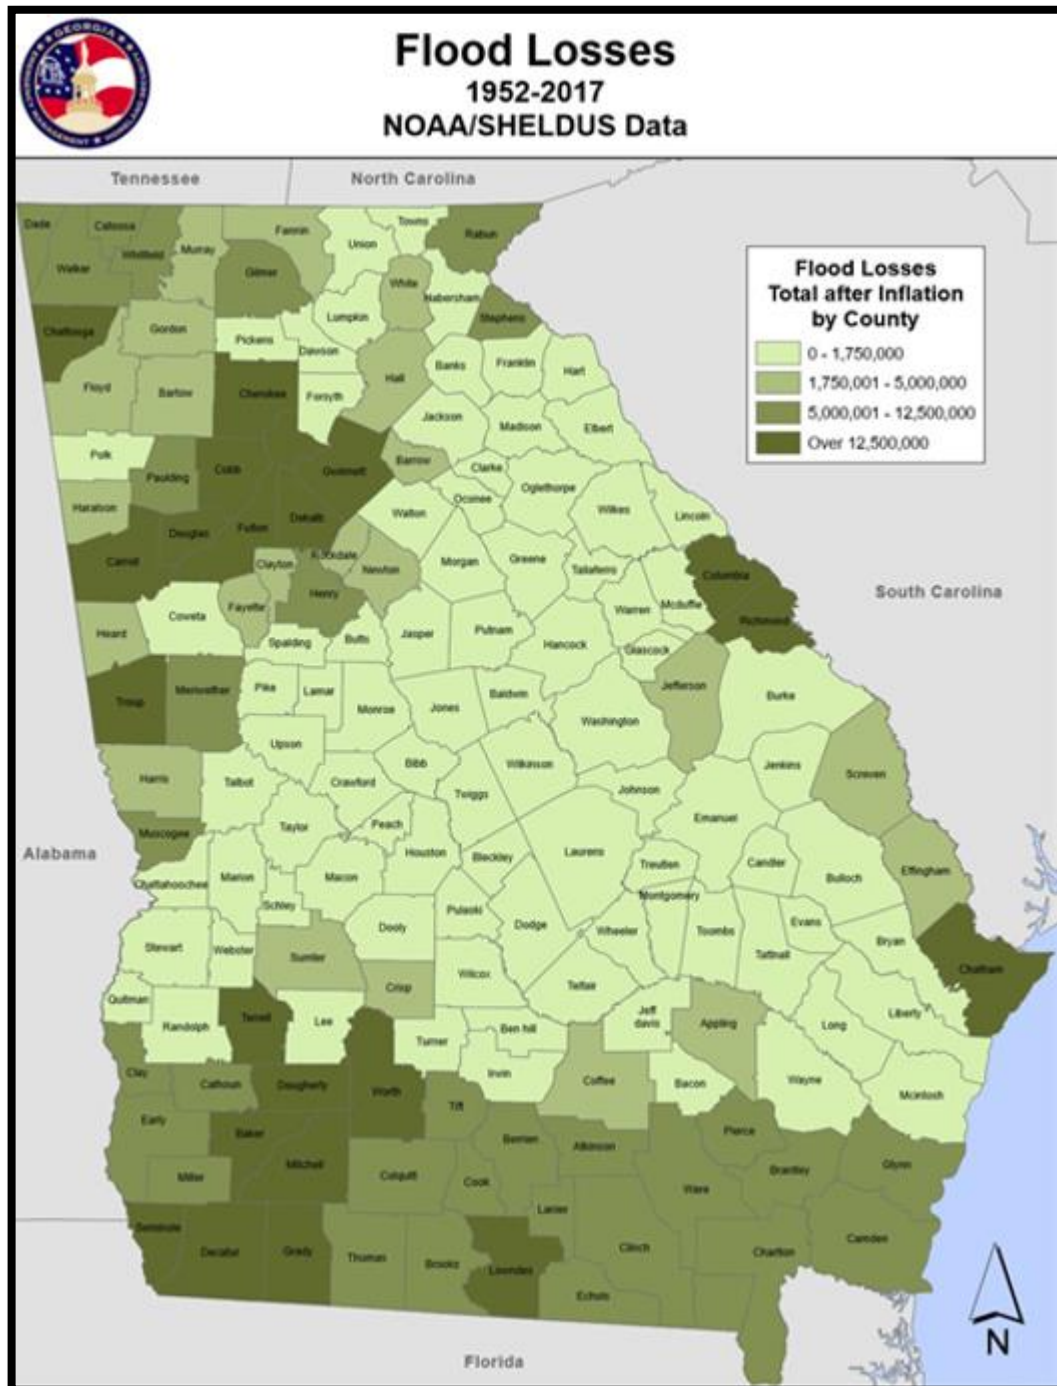 Flood Losses
1952-2017
NOAA/SHELDUS Data
GEORGIA
Tennessee
North Carolina
Flood Losses
Total after Inflation
by County
0 - 1,750,000
1,750,001 - 5,000,000
5,000,001 - 12,500,000
Over 12,500,000
Dade
Catoosa
Whitfield
Murray
Fannin
Union
Towns
Rabun
Walker
Gilmer
White
Habersham
Stephens
Chattooga
Gordon
Pickens
Lumpkin
Dawson
Banks
Franklin
Hart
Floyd
Bartow
Cherokee
Forsyth
Hall
Jackson
Madison
Elbert
Polk
Paulding
Cobb
Gwinnett
Barrow
Clarke
Oconee
Oglethorpe
Wilkes
Lincoln
Haralson
Douglas
Fulton
Dekalb
Walton
Carroll
Clayton
Rockdale
Newton
Morgan
Greene
Taliaferro
Columbia
South Carolina
Heard
Coweta
Fayette
Henry
Spalding
Butts
Jasper
Putnam
Hancock
Warren
Mcduffie
Richmond
Glascock
Troup
Meriwether
Pike
Lamar
Monroe
Jones
Baldwin
Washington
Jefferson
Burke
Harris
Talbot
Upson
Crawford
Bibb
Twiggs
Wilkinson
Johnson
Jenkins
Screven
Muscogee
Taylor
Peach
Houston
Bleckley
Laurens
Emanuel
Treutlen
Candler
Bulloch
Effingham
Alabama
Chattahoochee
Marion
Schley
Macon
Dooly
Pulaski
Dodge
Montgomery
Wheeler
Toombs
Tattnall
Evans
Bryan
Chatham
Stewart
Webster
Sumter
Crisp
Wilcox
Telfair
Jeff
davis
Appling
Long
Liberty
Quitman
Randolph
Terrell
Lee
Turner
Ben hill
Irvin
Coffee
Bacon
Wayne
Mcintosh
Clay
Calhoun
Dougherty
Worth
Tift
Early
Baker
Berrien
Atkinson
Pierce
Brantley
Glynn
Miller
Mitchell
Colquitt
Cook
Lanier
Ware
Seminole
Decatur
Grady
Thomas
Brooks
Lowndes
Clinch
Echols
Charlton
Camden
Florida
N